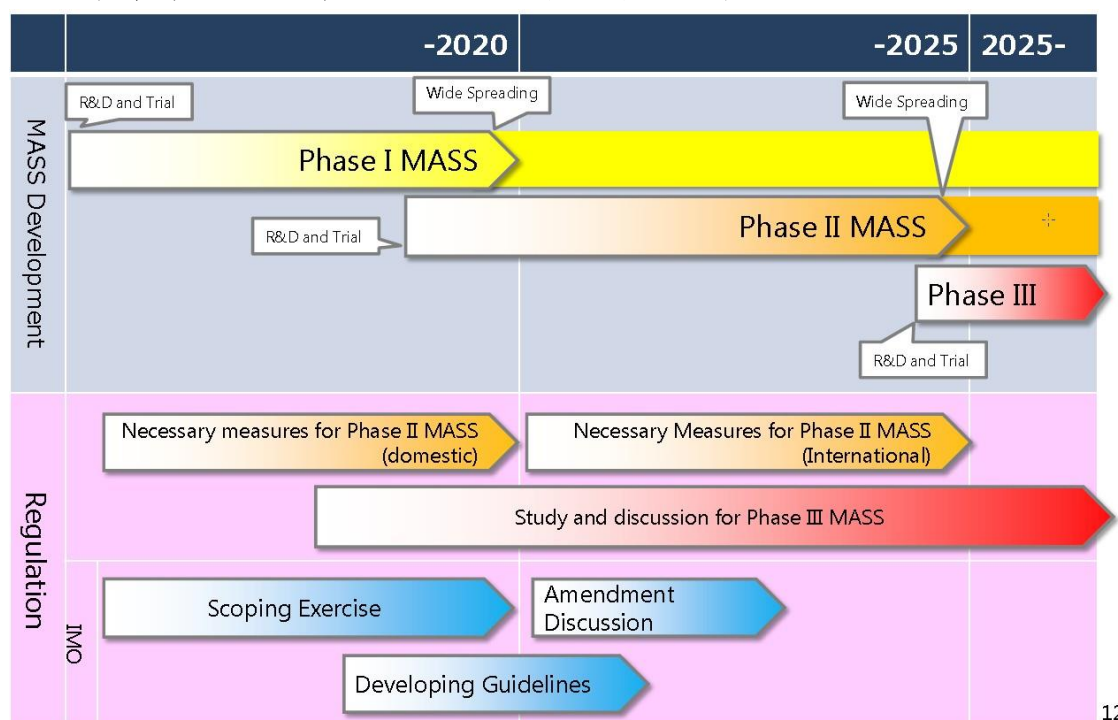 -2020
-2025
2025-
MASS Development
R&D and Trial
Wide Spreading
Wide Spreading
Phase I MASS
R&D and Trial
Phase II MASS
Phase III
R&D and Trial
Regulation
Necessary measures for Phase II MASS
(domestic)
Necessary Measures for Phase II MASS
(International)
Study and discussion for Phase III MASS
IMO
Scoping Exercise
Amendment
Discussion
Developing Guidelines
12